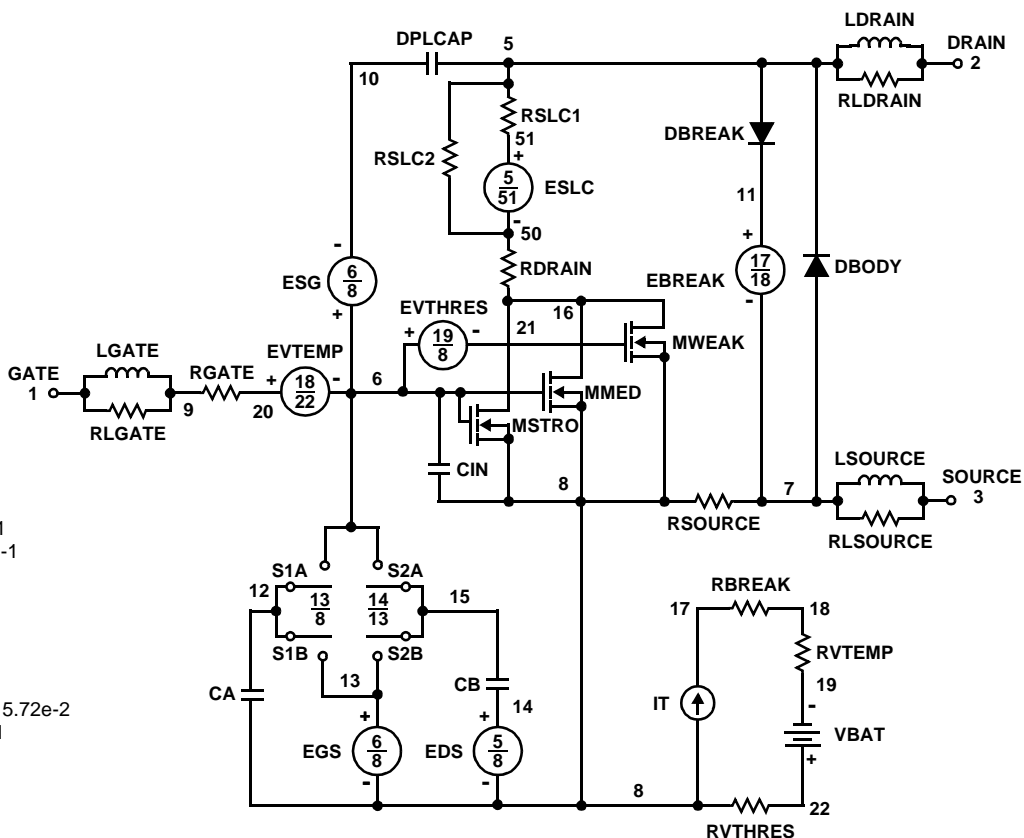 LDRAIN
DPLCAP 5 DRAIN
10 2
RLDRAIN
RSLC1
51
DBREAK
RSLC2
+
5
51
ESLC
11
-
50
-
+
17
18
DBODY
RDRAIN
EBREAK
6
8
ESG
-
16
EVTHRES
+
21
+
19
8
-
MWEAK
LGATE
EVTEMP
GATE
1
RGATE
+
18
22
-
6
MMED
9
20
MSTRO
RLGATE
LSOURCE
CIN
8
7
SOURCE
3
-1
RSOURCE
RLSOURCE
S1A
S2A
12
13
8
14
13
15
RBREAK
17
18
S1B
S2B
RVTEMP
13
CB
19
CA
5.72e-2
14
IT
-
+
+
VBAT
EGS
6
8
EDS
5
8
+
-
-
8
22
RVTHRES